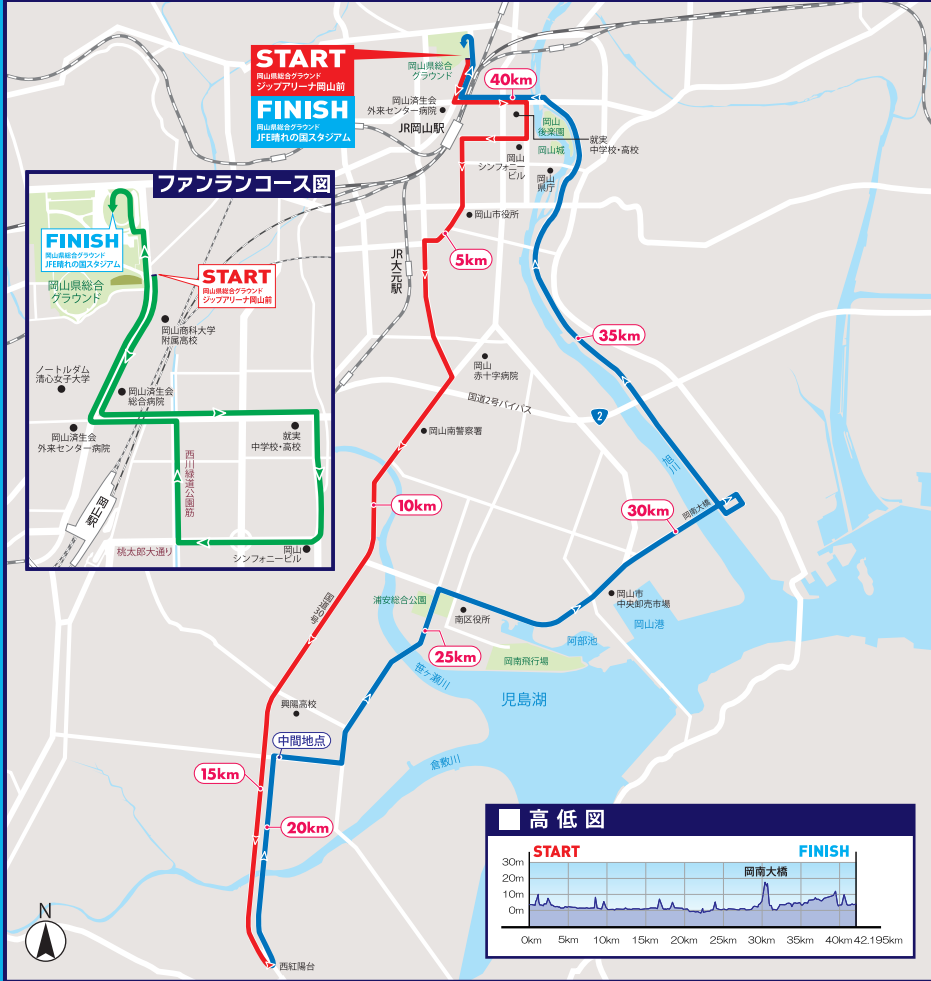 START
岡山県総合グラウンド
ジップアリーナ岡山前
FINISH
岡山県総合グラウンド
JFE晴れの国スタジアム
岡山県総合
グラウンド
40km
岡山済生会
外来センター病院
JR岡山駅
岡山
後楽園
岡山城
就実
中学校・高校
岡山
シンフォニー
ビル
岡山
県庁
岡山市役所
5km
JR大元駅
35km
岡山
赤十字病院
国道2号バイパス
2
岡山南警察署
旭川
10km
30km
岡南大橋
国道30号
浦安総合公園
南区役所
岡山市
中央卸売市場
岡山港
阿部池
25km
岡南飛行場
笹ヶ瀬川
児島湖
興陽高校
中間地点
倉敷川
15km
20km
西紅陽台
N
ファンランコース図
FINISH
岡山県総合グラウンド
JFE晴れの国スタジアム
START
岡山県総合グラウンド
ジップアリーナ岡山前
岡山県総合
グラウンド
岡山商科大学
附属高校
ノートルダム
清心女子大学
岡山済生会
総合病院
岡山済生会
外来センター病院
就実
中学校・高校
西川緑道公園筋
岡山駅
桃太郎大通り
岡山
シンフォニービル
高低図
START
FINISH
岡南大橋
30m
20m
10m
0m
0km 5km 10km 15km 20km 25km 30km 35km 40km 42.195km